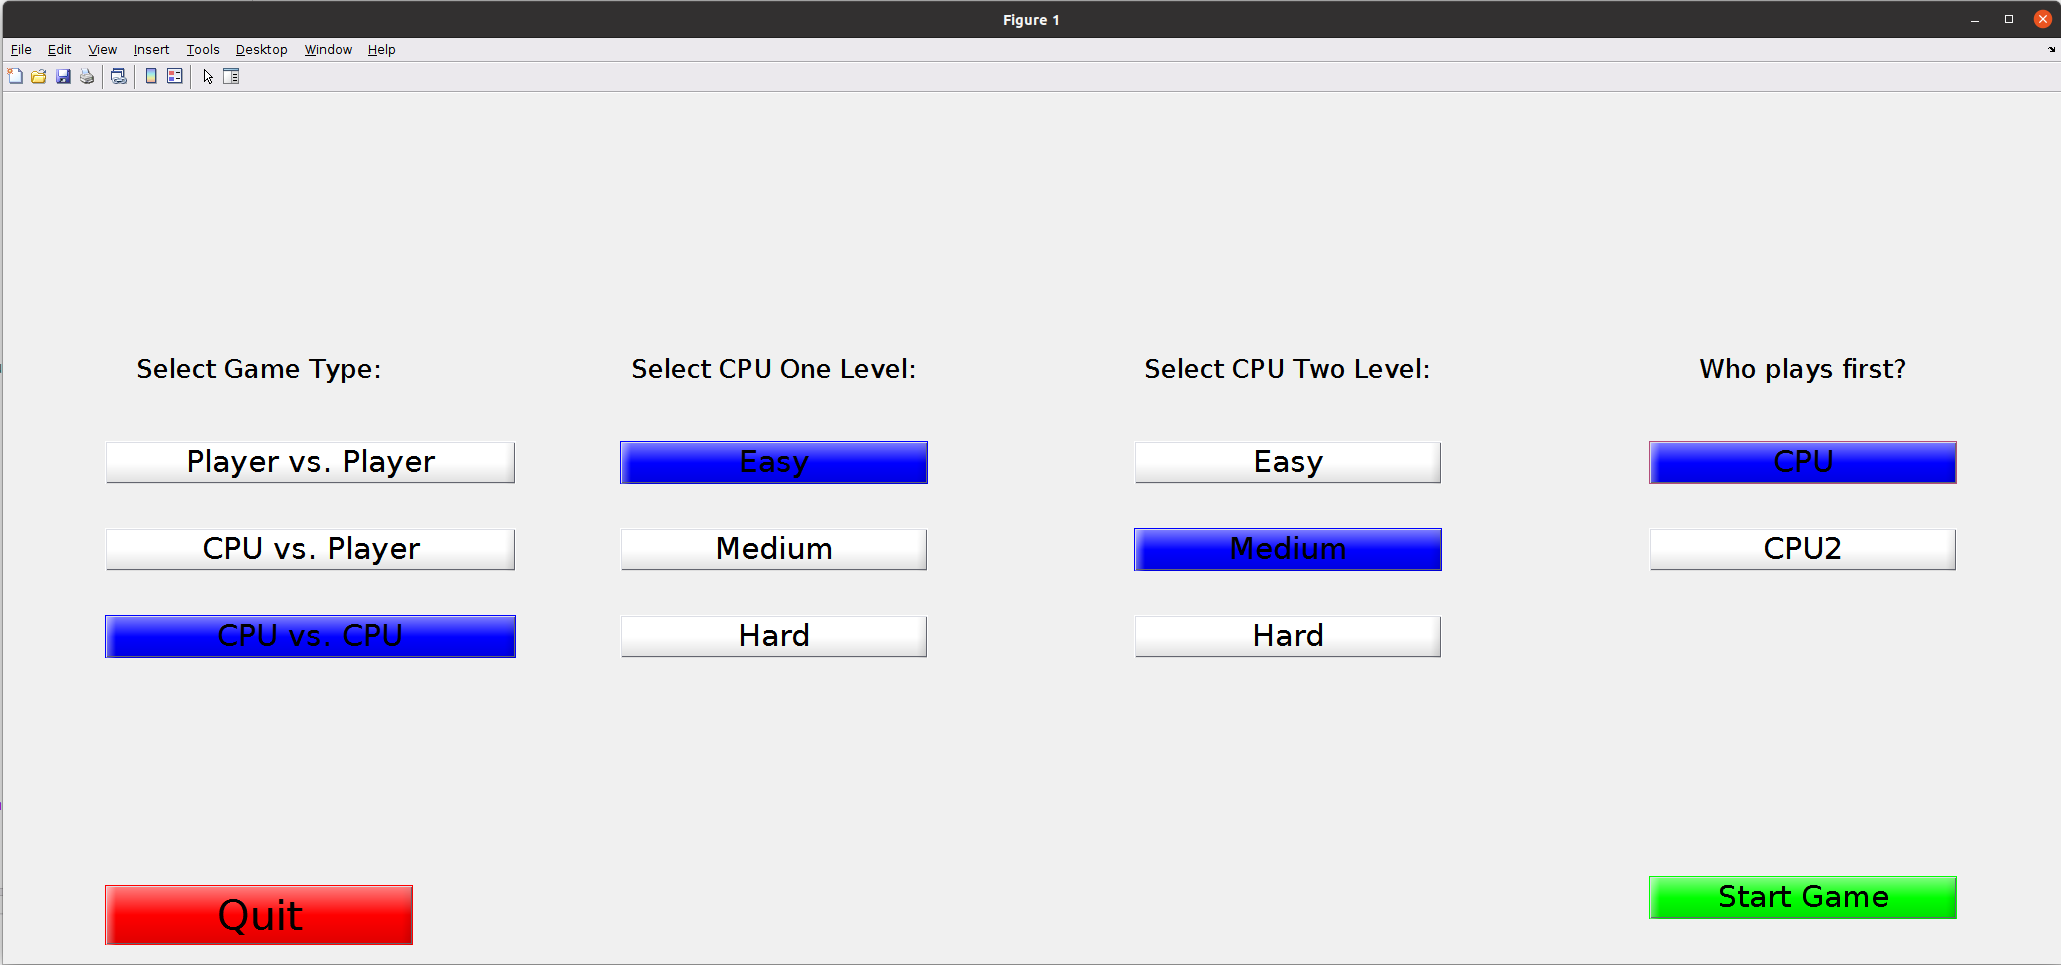 Figure 1
File Edit View Insert Tools Desktop Window Help
Select Game Type:
Select CPU One Level:
Select CPU Two Level:
Who plays first?
Player vs. Player
Easy
Easy
CPU
CPU vs. Player
Medium
Medium
CPU2
CPU vs. CPU
Hard
Hard
Quit
Start Game